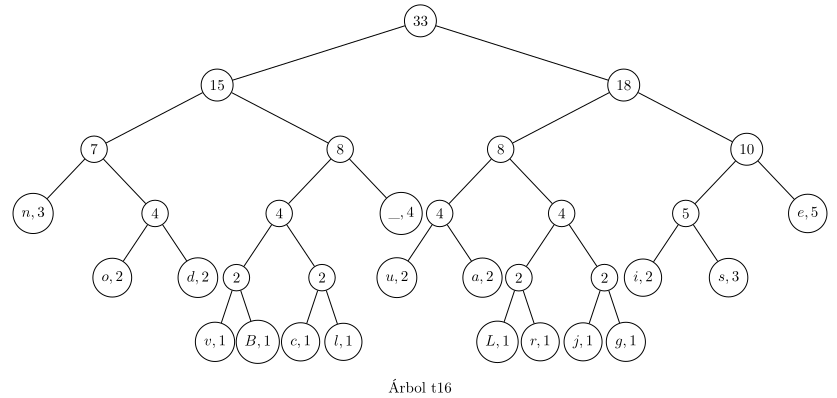 33
15 18
7 8 8 10
n, 3 4 4 _, 4 4 4 5 e, 5
o, 2 d, 2 2 2 u, 2 a, 2 2 2 i, 2 s, 3
v, 1 B, 1 c, 1 l, 1 L, 1 r, 1 j, 1 g, 1
Árbol t16